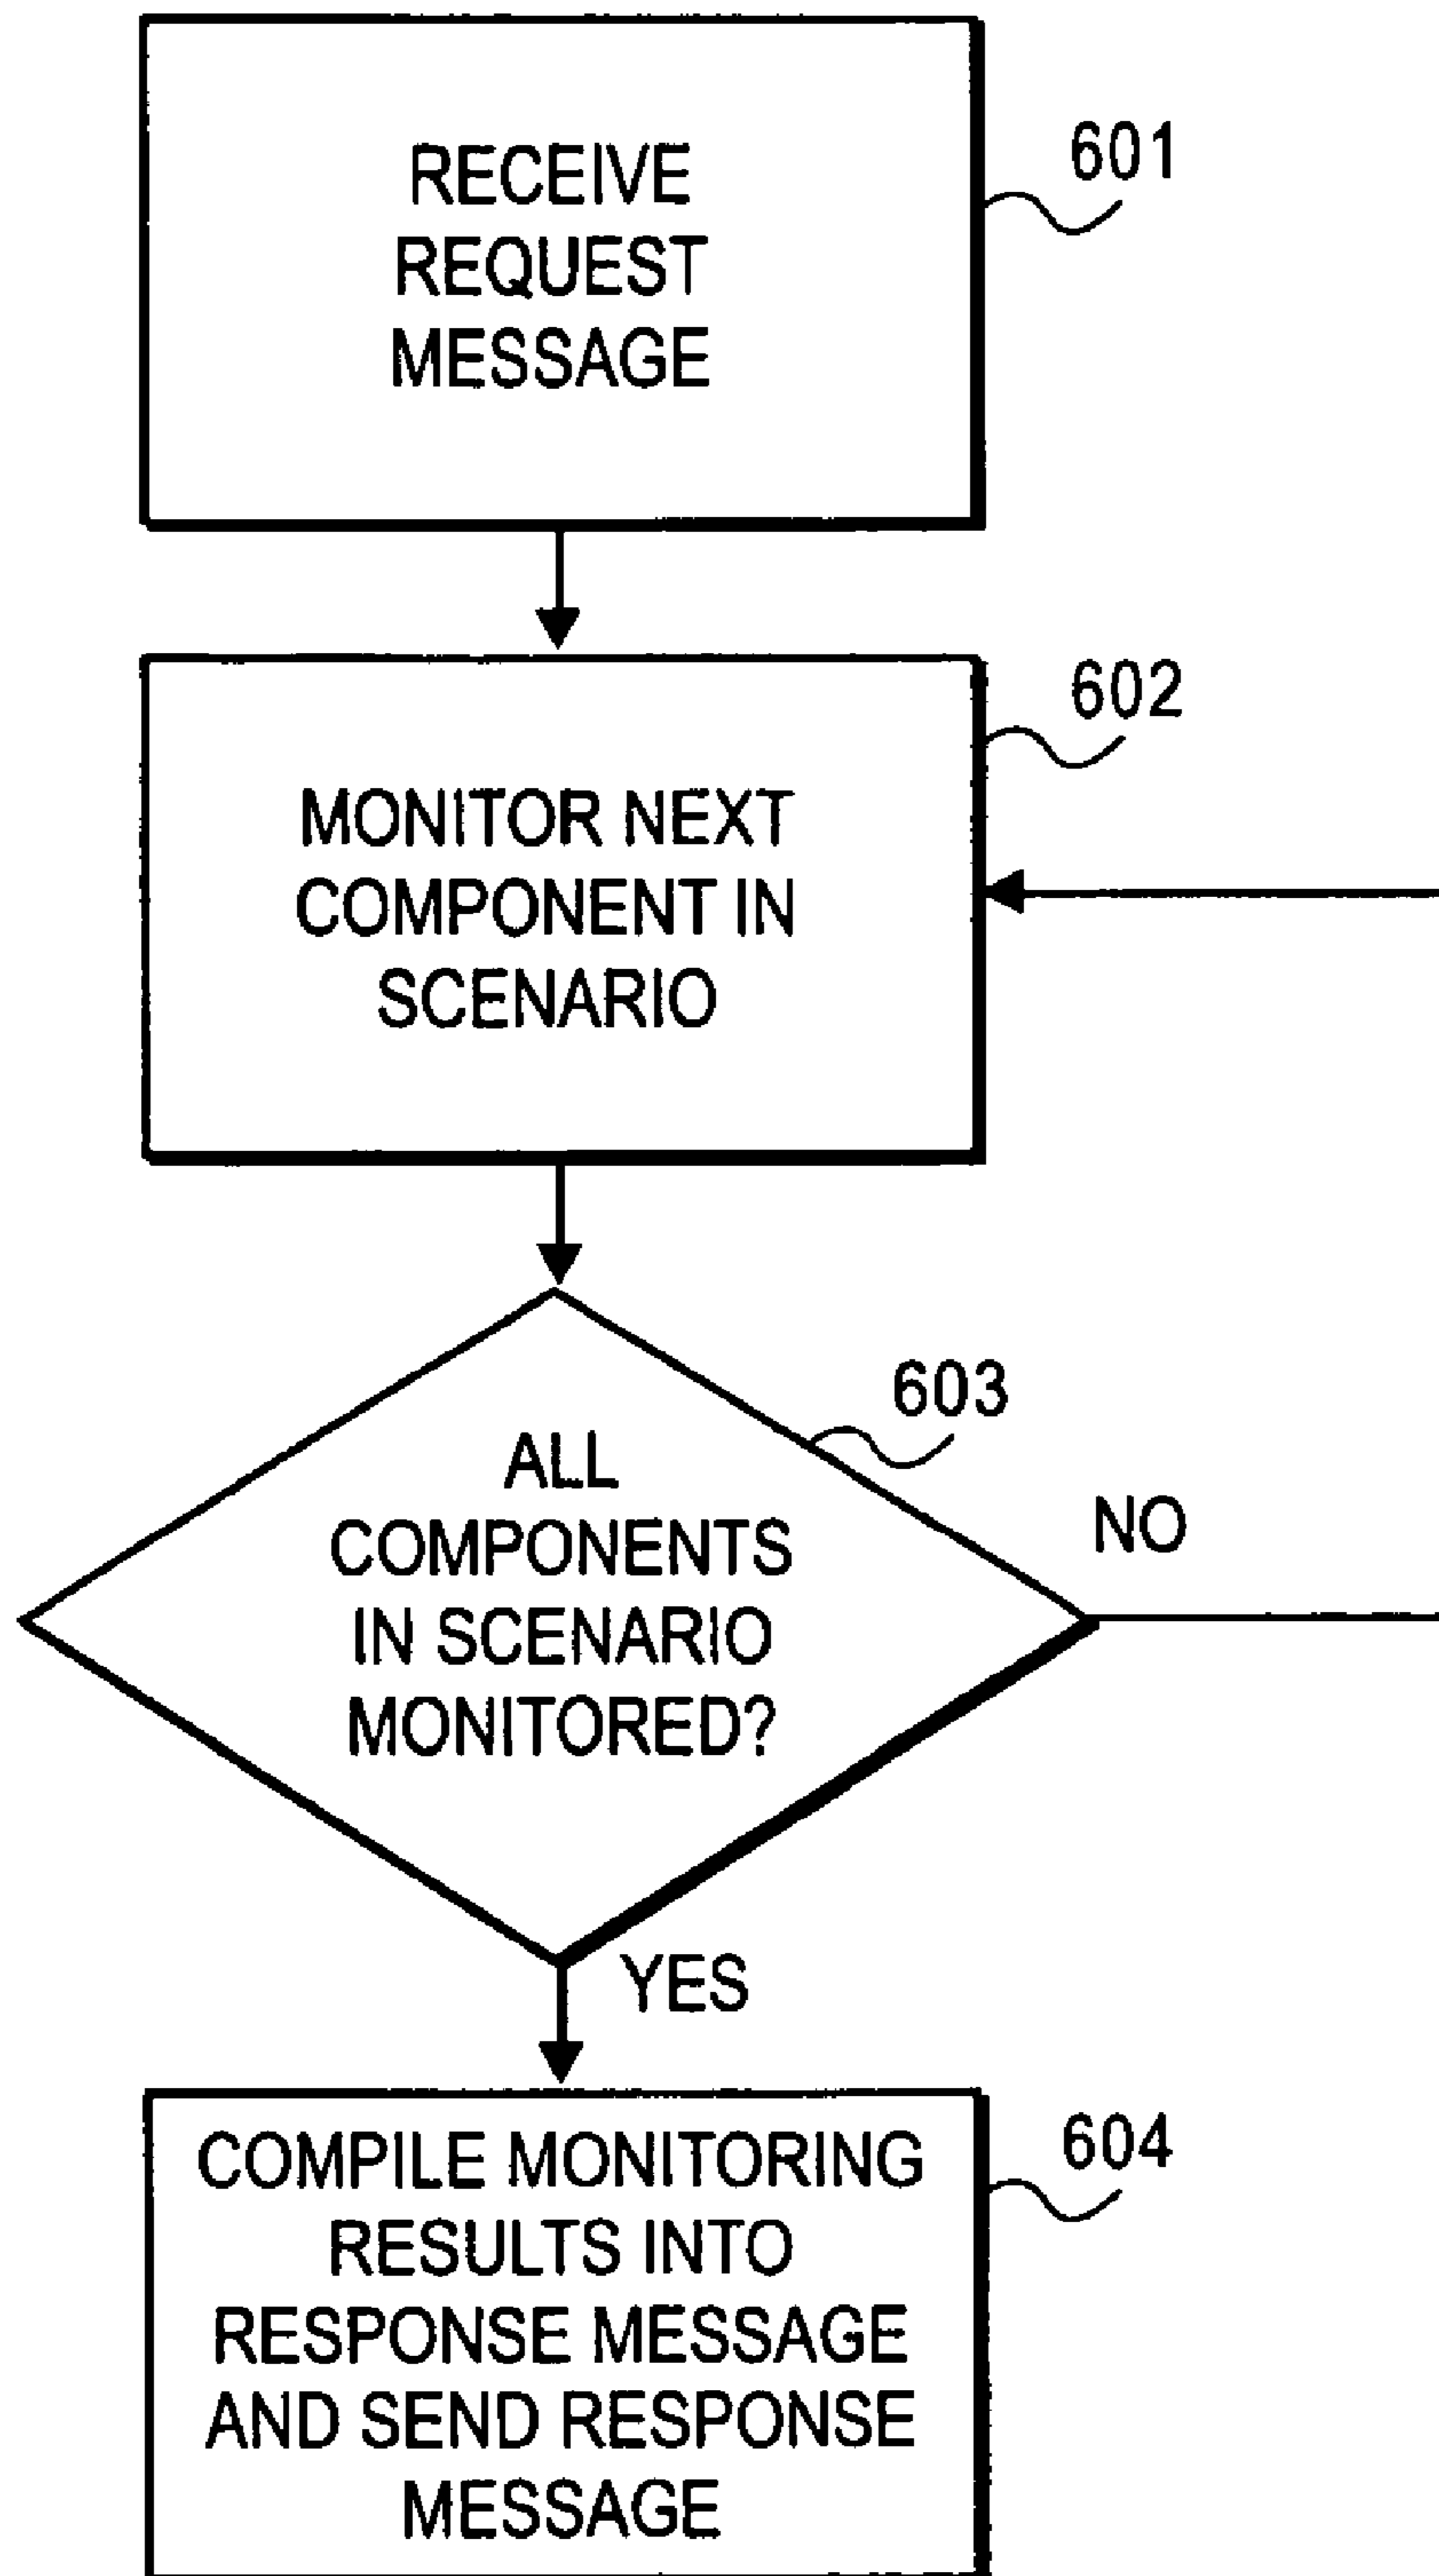 RECEIVE
REQUEST
MESSAGE
601
MONITOR NEXT
COMPONENT IN
SCENARIO
602
ALL
COMPONENTS
IN SCENARIO
MONITORED?
603
NO
YES
COMPILE MONITORING
RESULTS INTO
RESPONSE MESSAGE
AND SEND RESPONSE
MESSAGE
604